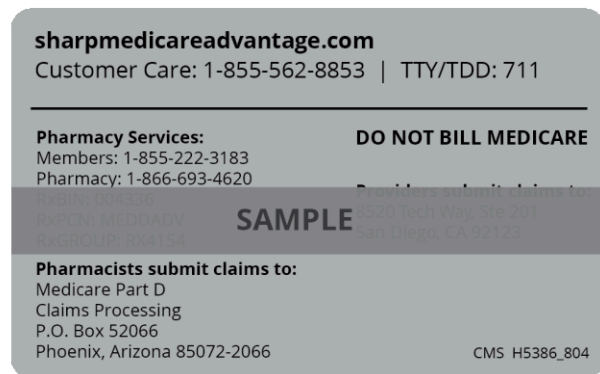 sharpmedicareadvantage.com
Customer Care: 1-855-562-8853 | TTY/TDD: 711
Pharmacy Services:
Members: 1-855-222-3183
Pharmacy: 1-866-693-4620
RxBIN: 004336
RxPCN: MEDDADV
RxGROUP: RX4154
DO NOT BILL MEDICARE
Providers submit claims to:
8520 Tech Way, Ste 201
San Diego, CA 92123
SAMPLE
Pharmacists submit claims to:
Medicare Part D
Claims Processing
P.O. Box 52066
Phoenix, Arizona 85072-2066
CMS H5386_804